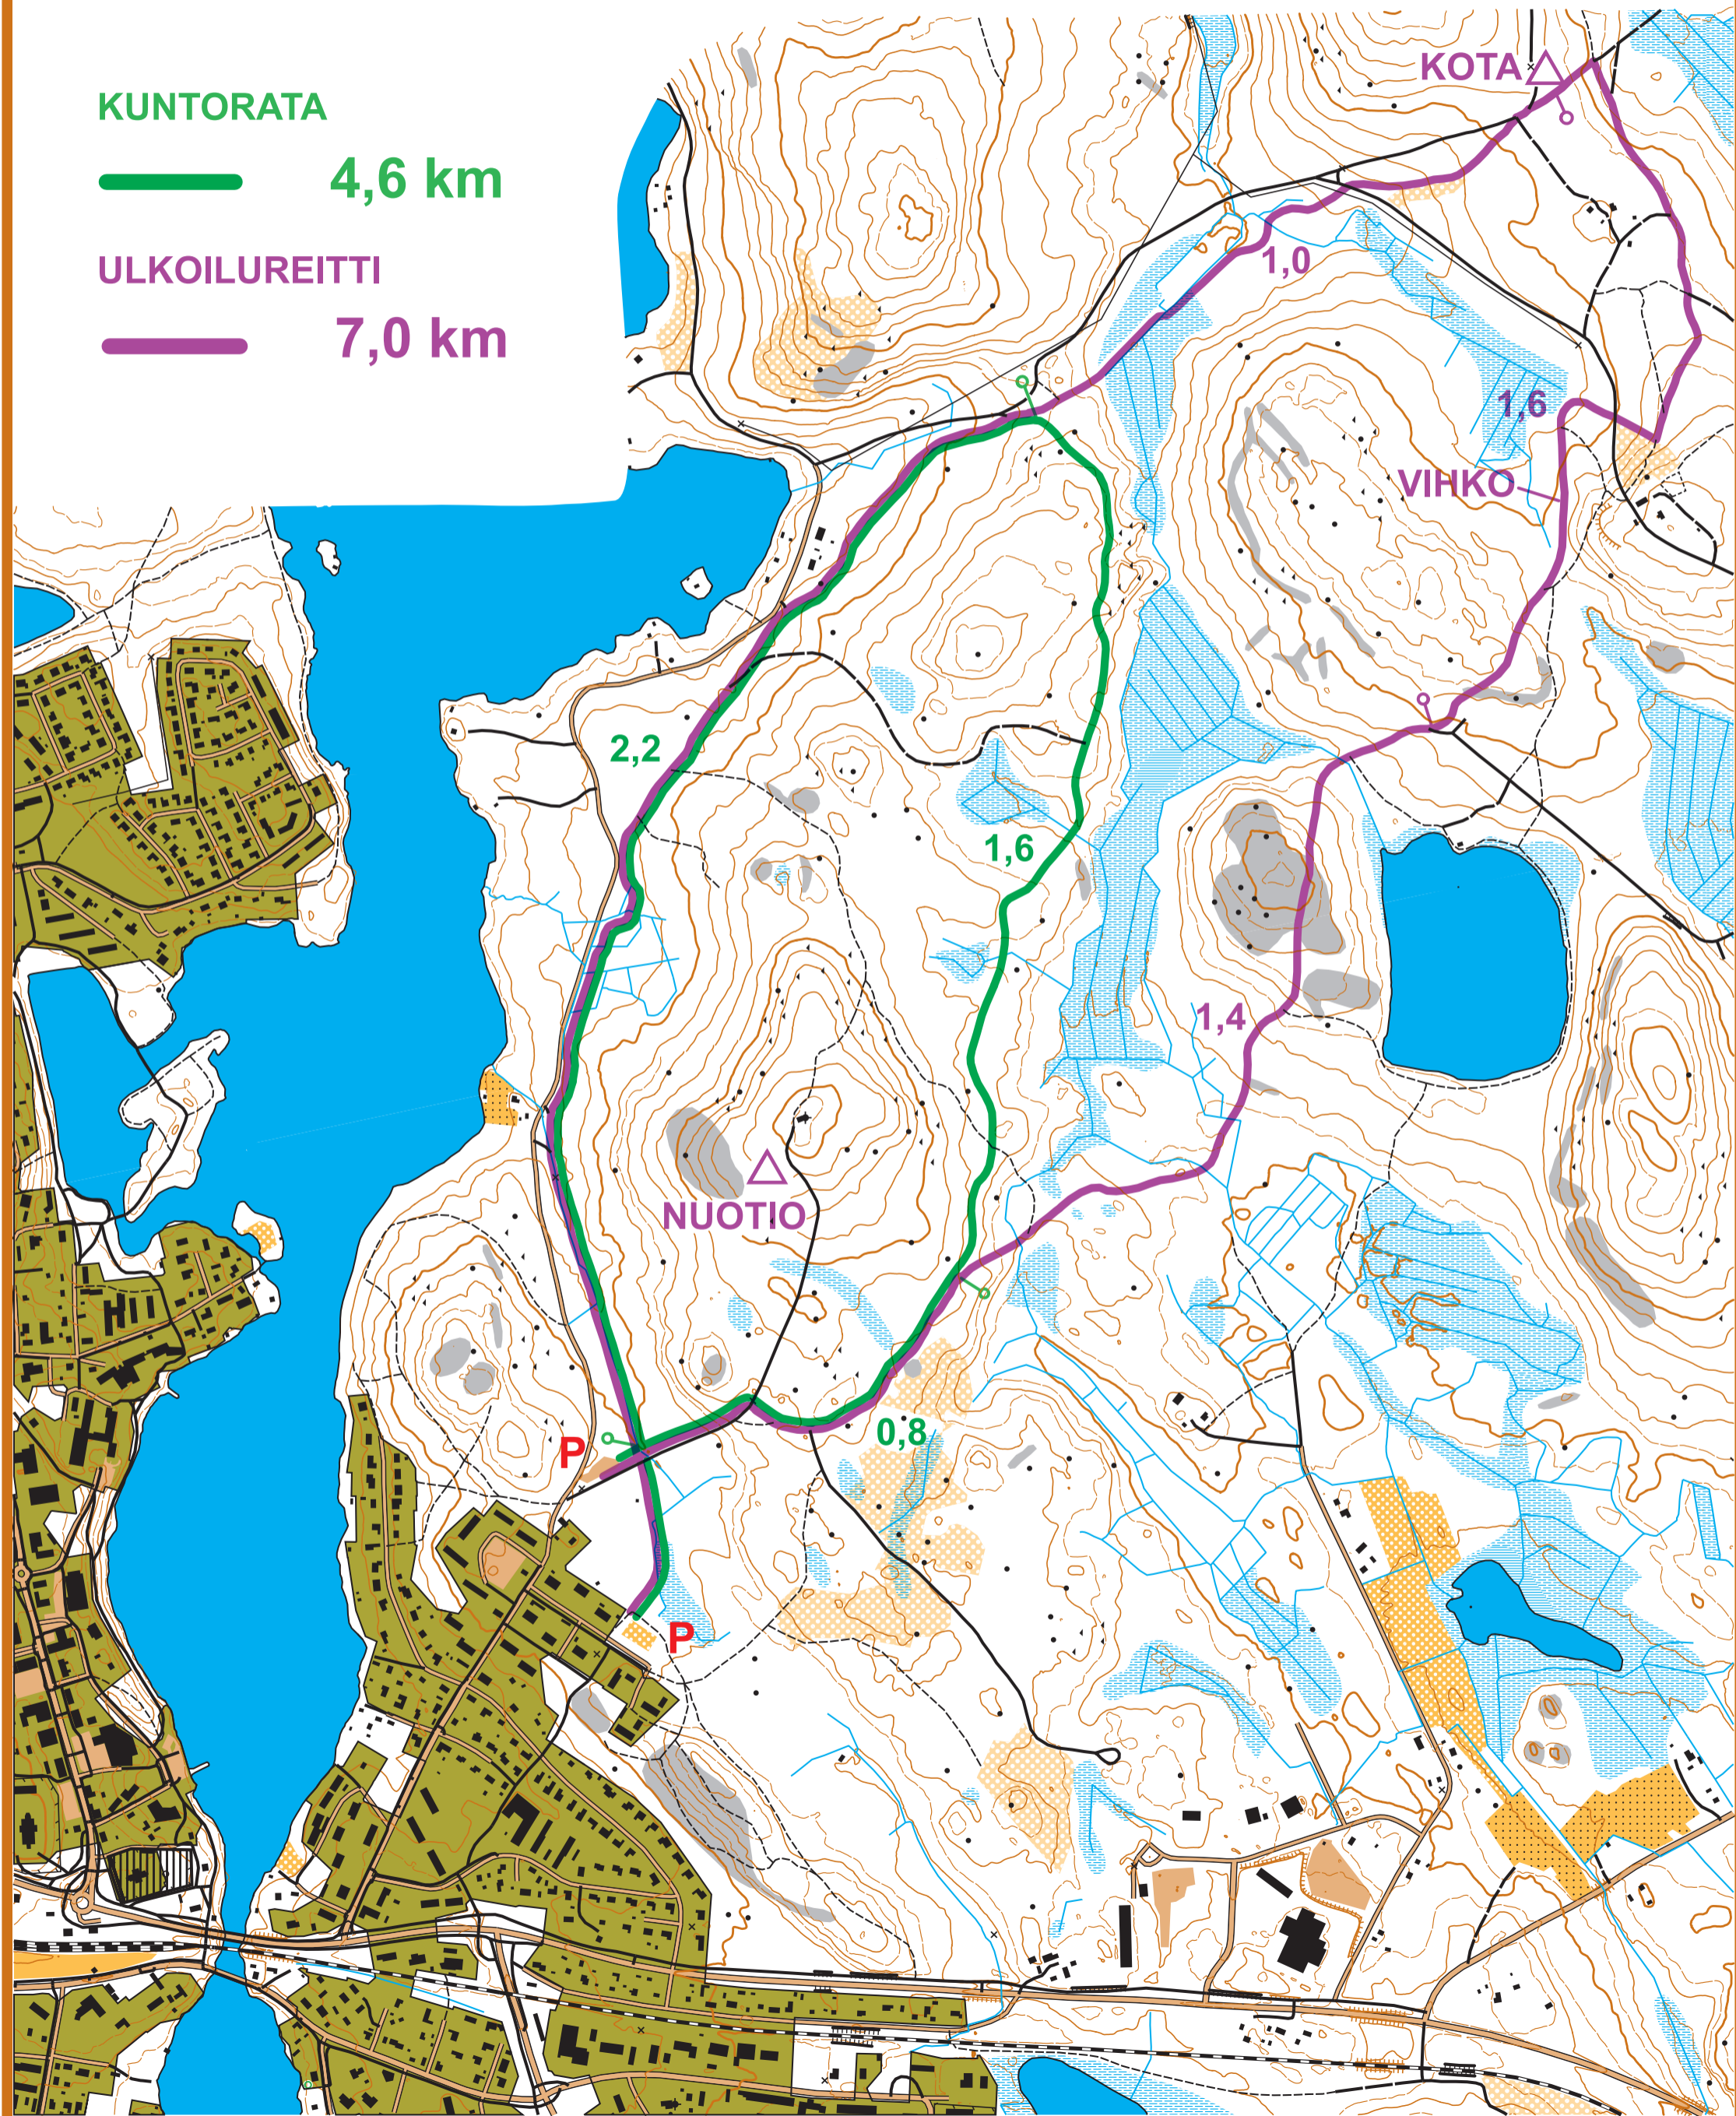 KUNTORATA
4,6 km
ULKOILUREITTI
7,0 km
KOTA
1,0
1,6
VIHKO
2,2
1,6
1,4
NUOTIO
0,8
P
P